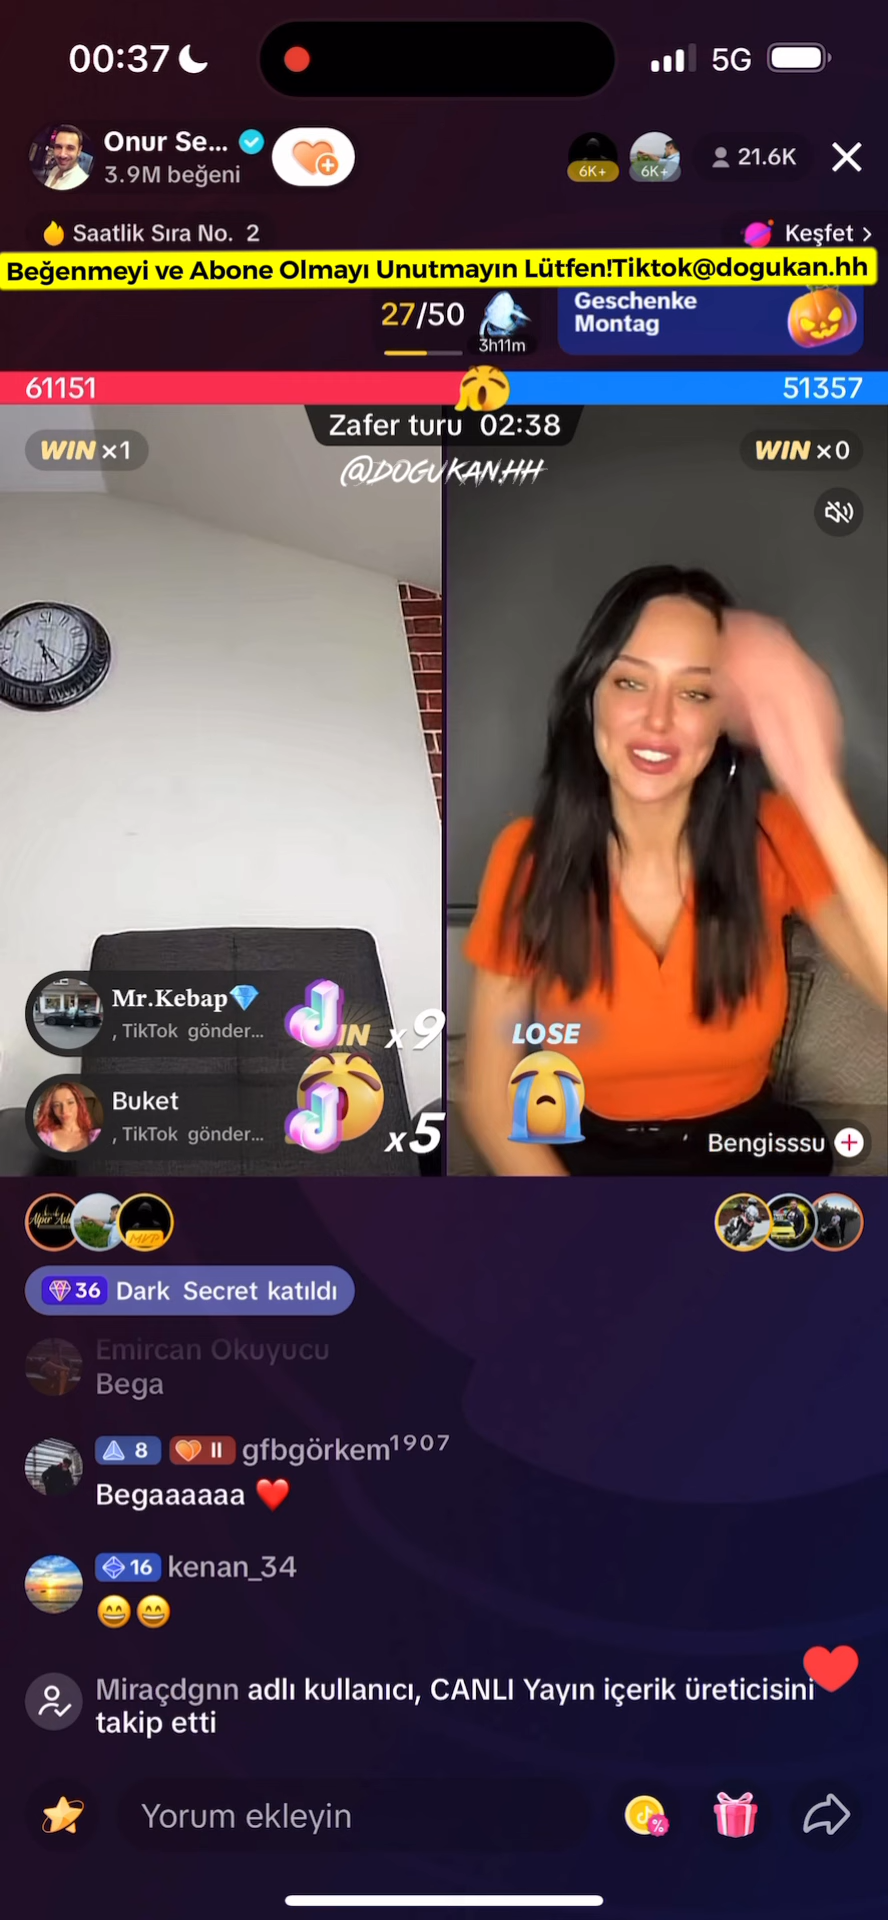 00:37
5G
Onur Se...
3.9M beğeni
6K+
6K+
21.6K
Saatlik Sıra No. 2
Keşfet >
Beğenmeyi ve Abone Olmayı Unutmayın Lütfen!Tiktok@dogukan.hh
27/50
3h11m
Geschenke
Montag
61151
51357
Zafer turu 02:38
WIN x1
WIN x0
@DOGUKAN.HH
Mr.Kebap
, TikTok gönder...
x9
LOSE
Buket
, TikTok gönder...
x5
Bengisssu
MVP
36 Dark Secret katıldı
Emircan Okuyucu
Bega
8 II gfbgörkem¹⁹⁰⁷
Begaaaaaa ❤️
16 kenan_34
😄😄
Miraçdgnn adlı kullanıcı, CANLI Yayın içerik üreticisini
takip etti
Yorum ekleyin